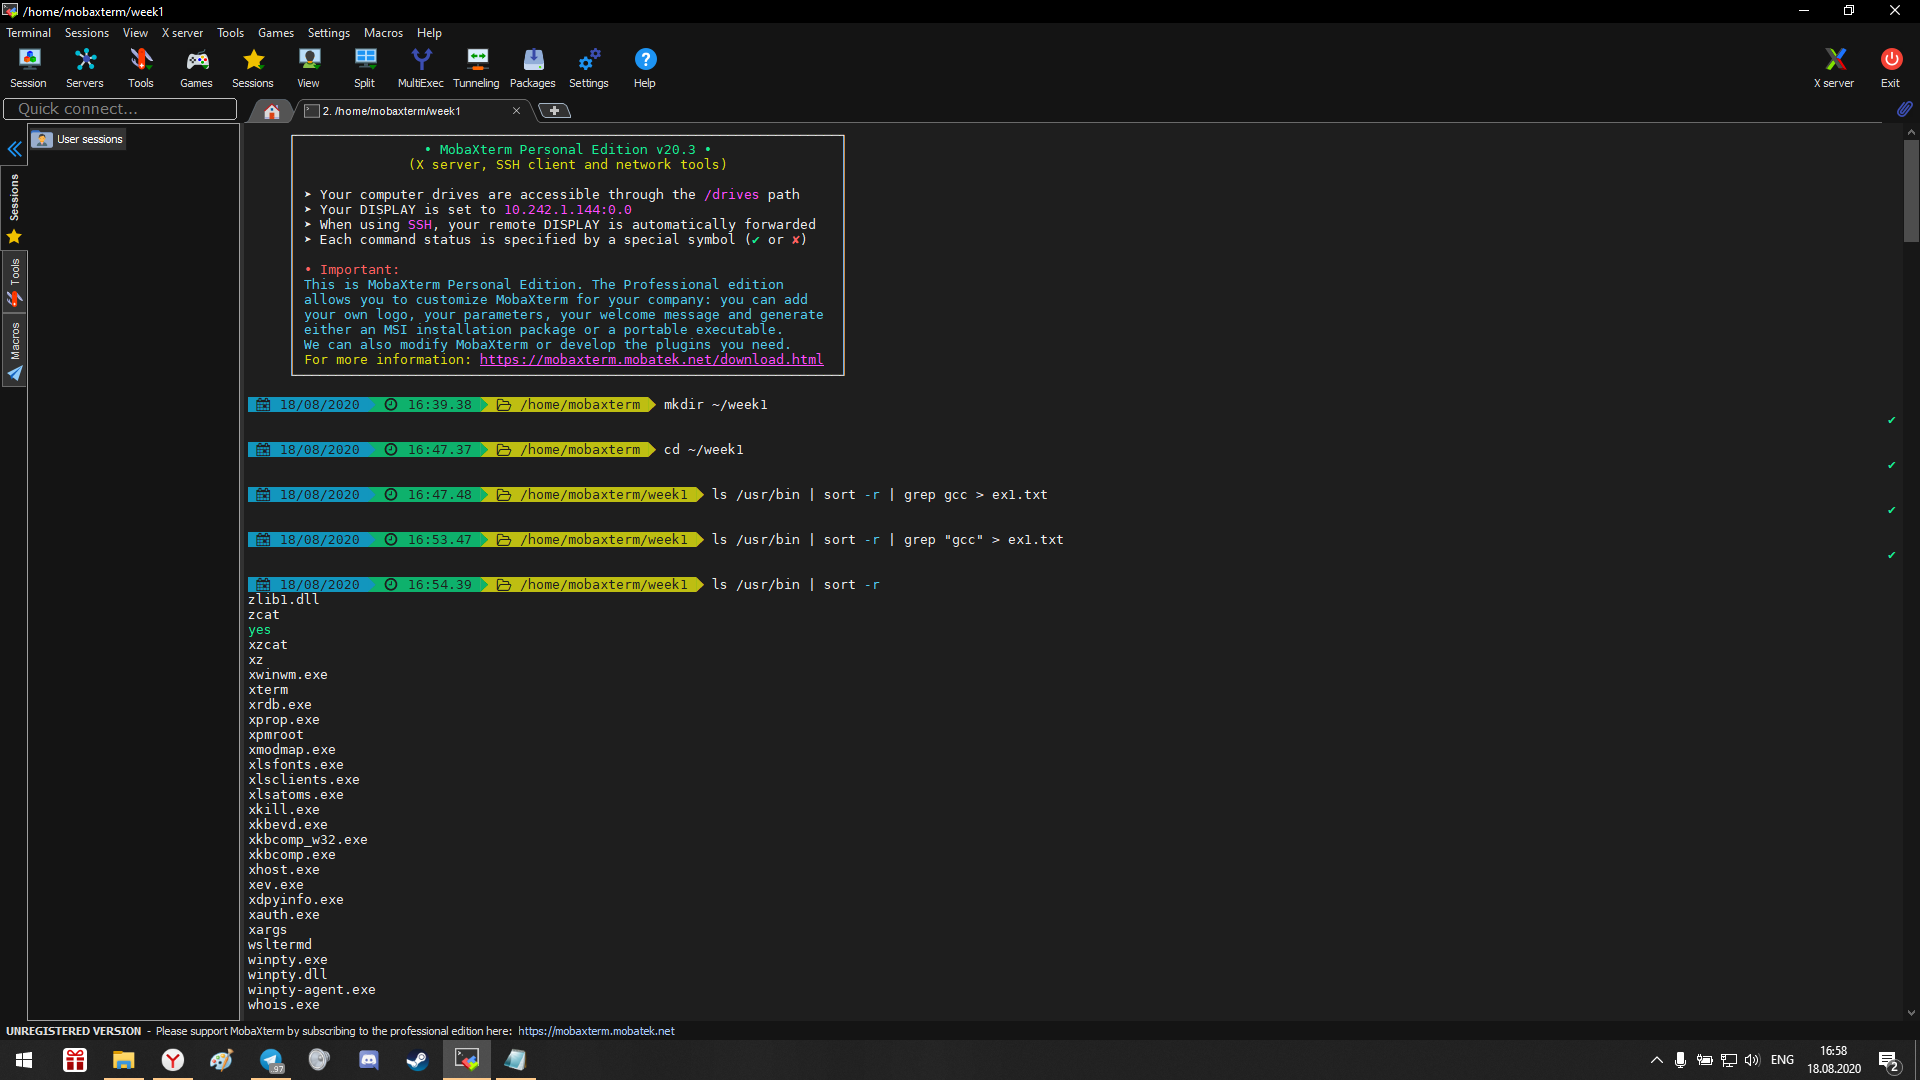 /home/mobaxterm/week1
Terminal Sessions View X server Tools Games Settings Macros Help
Session Servers Tools Games Sessions View Split MultiExec Tunneling Packages Settings Help X server Exit
Quick connect...
2. /home/mobaxterm/week1
User sessions
Sessions
Tools
Macros
• MobaXterm Personal Edition v20.3 •
(X server, SSH client and network tools)
➤ Your computer drives are accessible through the /drives path
➤ Your DISPLAY is set to 10.242.1.144:0.0
➤ When using SSH, your remote DISPLAY is automatically forwarded
➤ Each command status is specified by a special symbol (✔ or ✘)
• Important:
This is MobaXterm Personal Edition. The Professional edition
allows you to customize MobaXterm for your company: you can add
your own logo, your parameters, your welcome message and generate
either an MSI installation package or a portable executable.
We can also modify MobaXterm or develop the plugins you need.
For more information: https://mobaxterm.mobatek.net/download.html
18/08/2020 16:39.38 /home/mobaxterm mkdir ~/week1
✔
18/08/2020 16:47.37 /home/mobaxterm cd ~/week1
✔
18/08/2020 16:47.48 /home/mobaxterm/week1 ls /usr/bin | sort -r | grep gcc > ex1.txt
✔
18/08/2020 16:53.47 /home/mobaxterm/week1 ls /usr/bin | sort -r | grep "gcc" > ex1.txt
✔
18/08/2020 16:54.39 /home/mobaxterm/week1 ls /usr/bin | sort -r
zlib1.dll
zcat
yes
xzcat
xz
xwinwm.exe
xterm
xrdb.exe
xprop.exe
xpmroot
xmodmap.exe
xlsfonts.exe
xlsclients.exe
xlsatoms.exe
xkill.exe
xkbevd.exe
xkbcomp_w32.exe
xkbcomp.exe
xhost.exe
xev.exe
xdpyinfo.exe
xauth.exe
xargs
wsltermd
winpty.exe
winpty.dll
winpty-agent.exe
whois.exe
UNREGISTERED VERSION - Please support MobaXterm by subscribing to the professional edition here: https://mobaxterm.mobatek.net
.97
ENG
16:58
18.08.2020
2